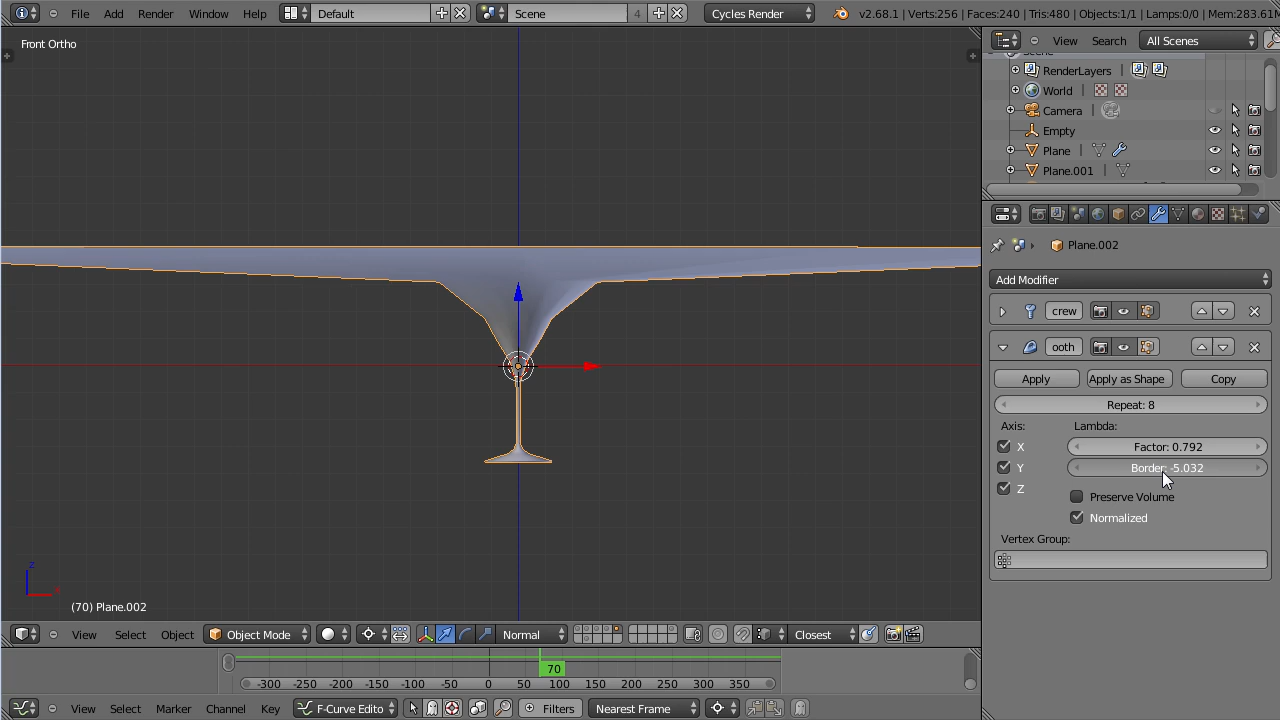 File Add Render Window Help Default Scene 4 Cycles Render v2.68.1 | Verts:256 | Faces:240 | Tris:480 | Objects:1/1 | Lamps:0/0 | Mem:283.61M
Front Ortho
View Search All Scenes
RenderLayers
World
Camera
Empty
Plane
Plane.001
Plane.002
Add Modifier
crew
ooth
Apply Apply as Shape Copy
Repeat: 8
Axis: Lambda:
X Factor: 0.792
Y Border: -5.032
Z
Preserve Volume
Normalized
Vertex Group:
z
x
(70) Plane.002
View Select Object Object Mode Normal Closest
70
-300 -250 -200 -150 -100 -50 0 50 100 150 200 250 300 350
View Select Marker Channel Key F-Curve Edito Filters Nearest Frame